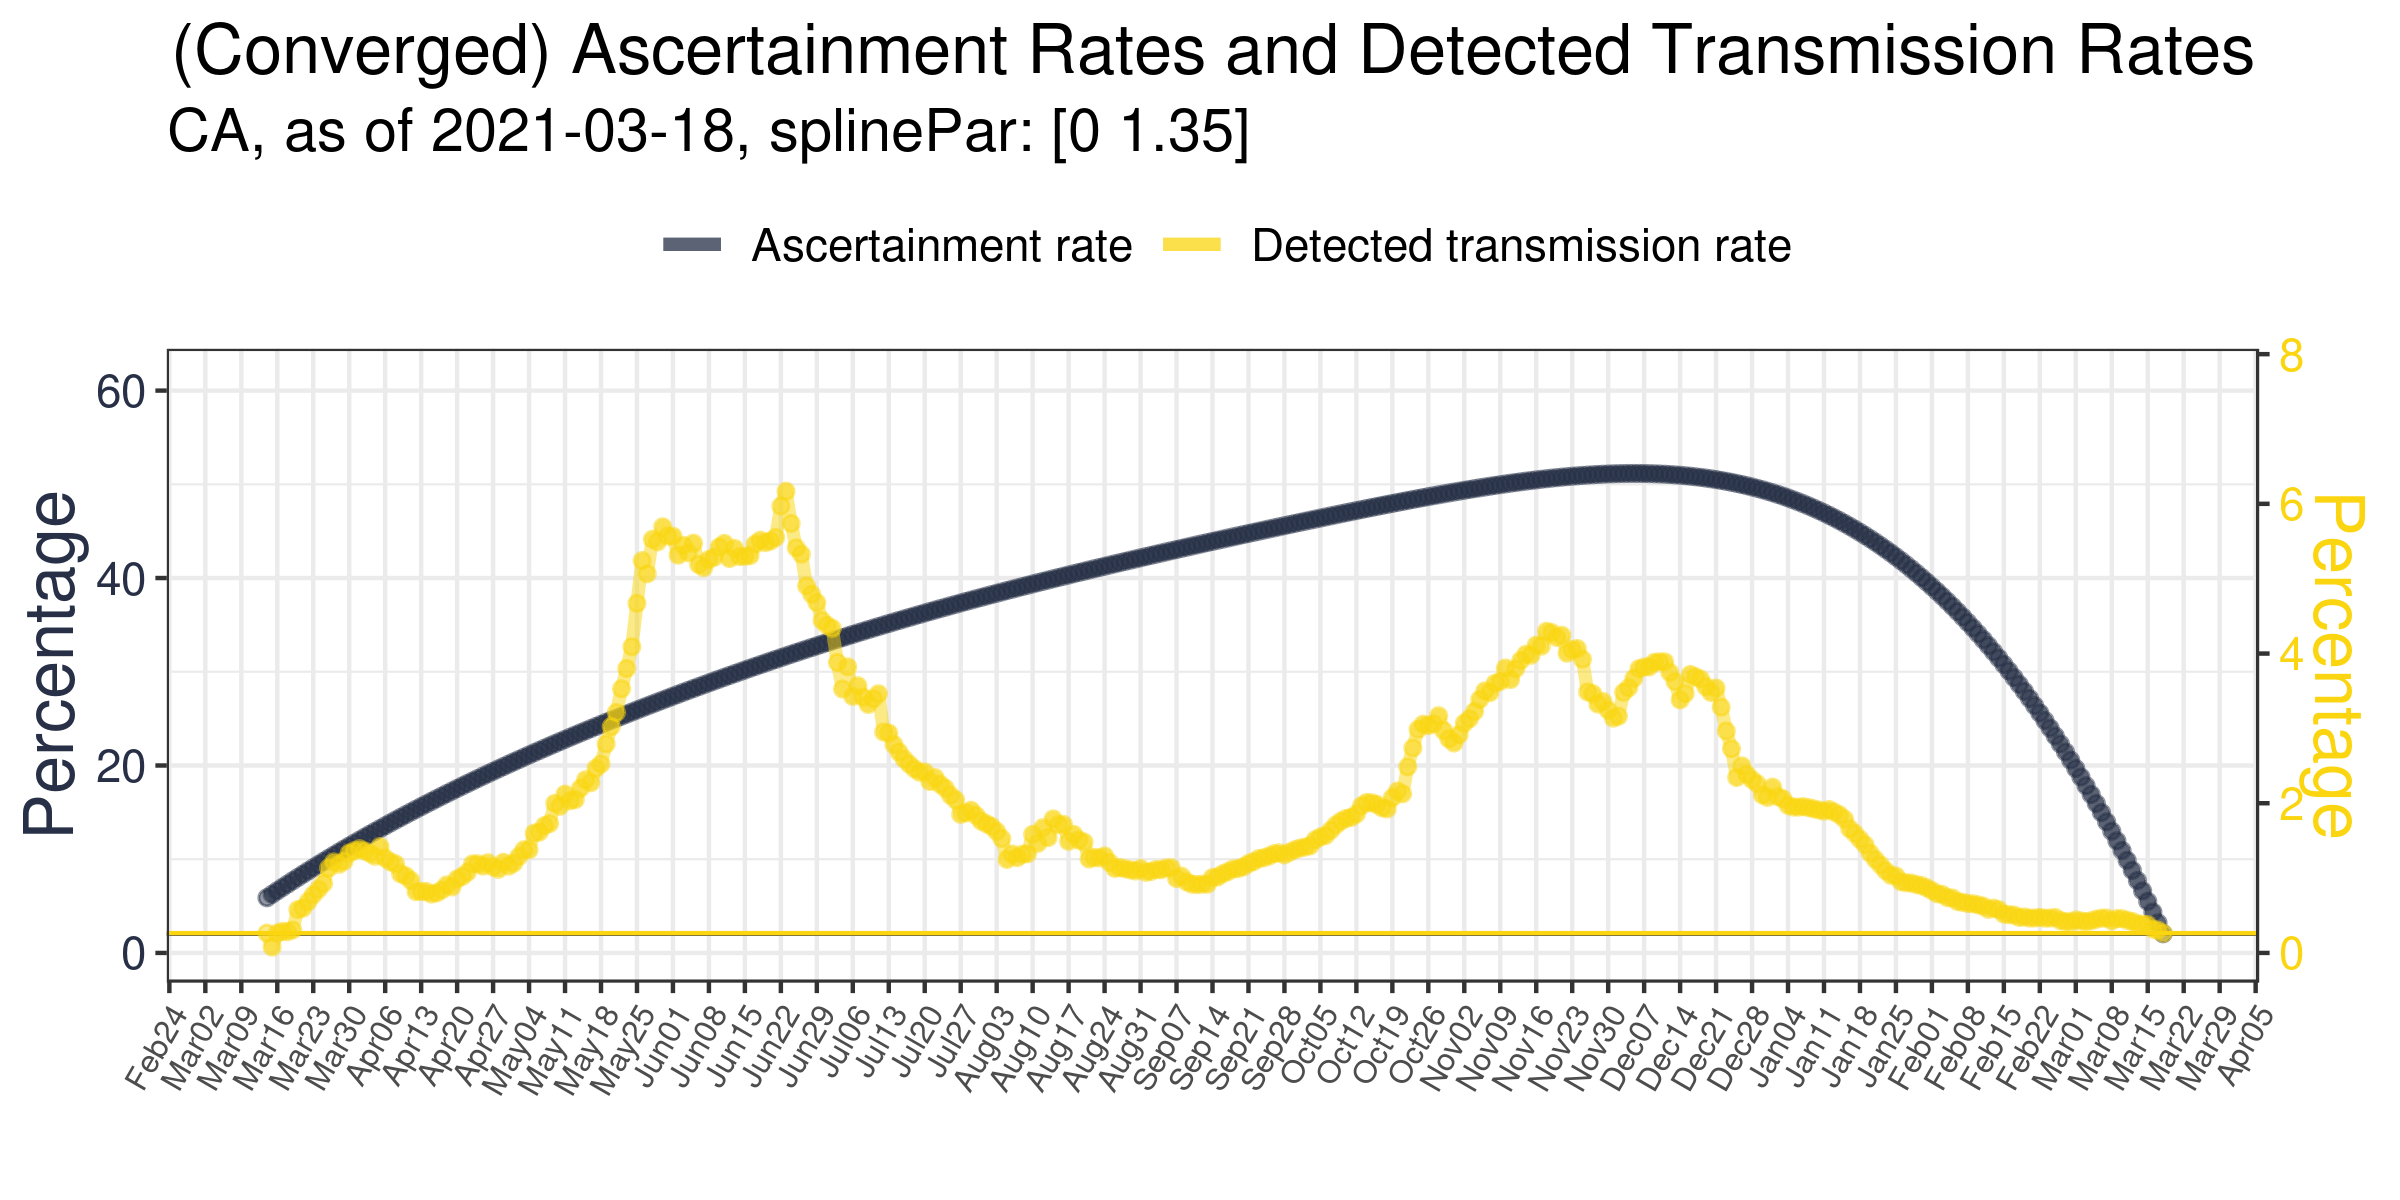 (Converged) Ascertainment Rates and Detected Transmission Rates
CA, as of 2021-03-18, splinePar: [0 1.35]
Ascertainment rate
Detected transmission rate
Percentage
60
40
20
0
8
6
4
2
0
Percentage
Feb24
Mar02
Mar09
Mar16
Mar23
Mar30
Apr06
Apr13
Apr20
Apr27
May04
May11
May18
May25
Jun01
Jun08
Jun15
Jun22
Jun29
Jul06
Jul13
Jul20
Jul27
Aug03
Aug10
Aug17
Aug24
Aug31
Sep07
Sep14
Sep21
Sep28
Oct05
Oct12
Oct19
Oct26
Nov02
Nov09
Nov16
Nov23
Nov30
Dec07
Dec14
Dec21
Dec28
Jan04
Jan11
Jan18
Jan25
Feb01
Feb08
Feb15
Feb22
Mar01
Mar08
Mar15
Mar22
Mar29
Apr05